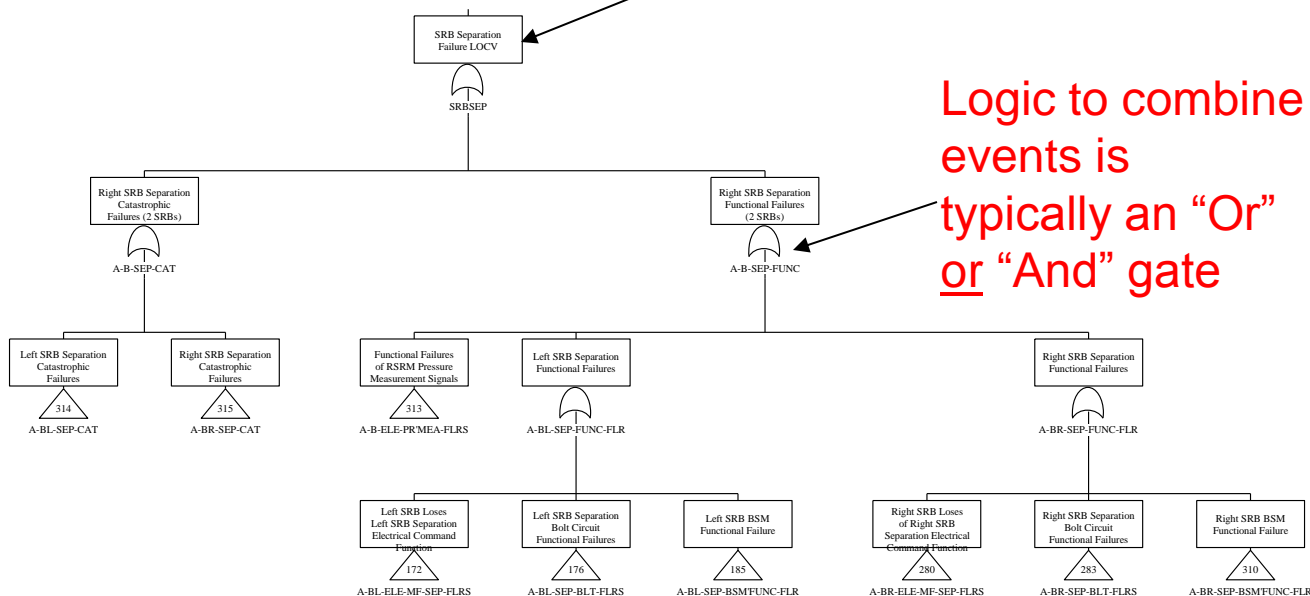 SRB Separation
Failure LOCV
SRBSEP
Logic to combine
events is
typically an “Or”
or “And” gate
Right SRB Separation
Catastrophic
Failures (2 SRBs)
A-B-SEP-CAT
Right SRB Separation
Functional Failures
(2 SRBs)
A-B-SEP-FUNC
Left SRB Separation
Catastrophic
Failures
314
A-BL-SEP-CAT
Right SRB Separation
Catastrophic
Failures
315
A-BR-SEP-CAT
Functional Failures
of RSRM Pressure
Measurement Signals
313
A-B-ELE-PR'MEA-FLRS
Left SRB Separation
Functional Failures
A-BL-SEP-FUNC-FLR
Right SRB Separation
Functional Failures
A-BR-SEP-FUNC-FLR
Left SRB Loses
Left SRB Separation
Electrical Command
Function
172
A-BL-ELE-MF-SEP-FLRS
Left SRB Separation
Bolt Circuit
Functional Failures
176
A-BL-SEP-BLT-FLRS
Left SRB BSM
Functional Failure
185
A-BL-SEP-BSM'FUNC-FLR
Right SRB Loses
of Right SRB
Separation Electrical
Command Function
280
A-BR-ELE-MF-SEP-FLRS
Right SRB Separation
Bolt Circuit
Functional Failures
283
A-BR-SEP-BLT-FLRS
Right SRB BSM
Functional Failure
310
A-BR-SEP-BSM'FUNC-FLR